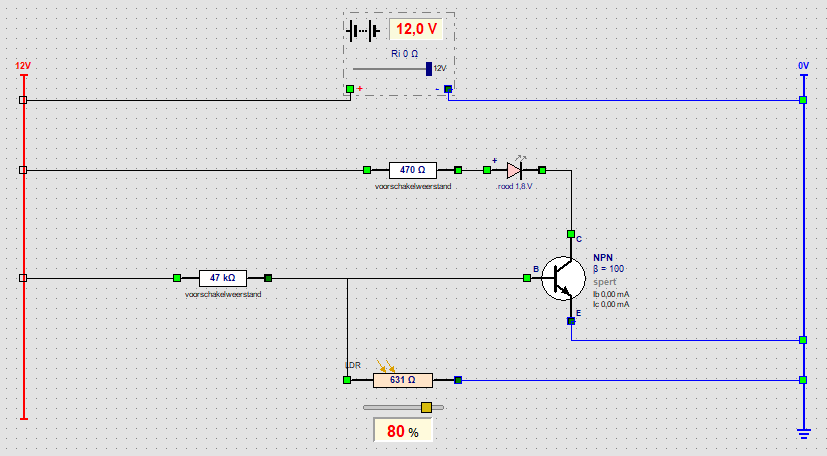 12,0 V
Ri 0 Ω
12V
12V
0V
+
-
470 Ω
voorschakelweerstand
+
rood 1,8 V
C
47 kΩ
voorschakelweerstand
B
NPN
β = 100
spert
Ib 0,00 mA
Ic 0,00 mA
E
LDR
631 Ω
80 %